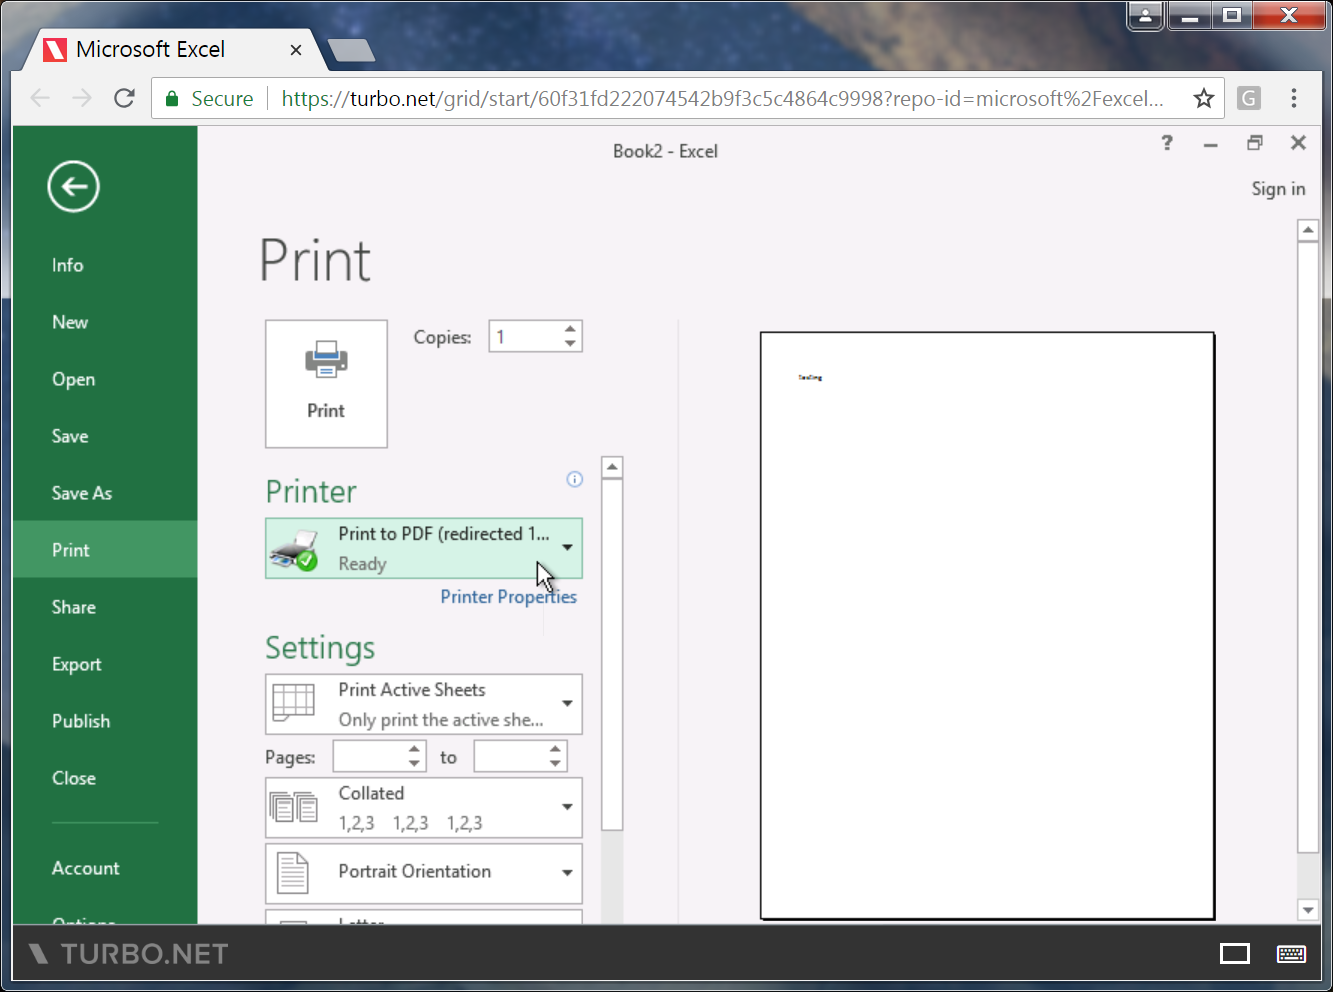 Microsoft Excel
Secure
https://turbo.net/grid/start/60f31fd222074542b9f3c5c4864c9998?repo-id=microsoft%2Fexcel...
G
Book2 - Excel
?
Sign in
Info
New
Open
Save
Save As
Print
Share
Export
Publish
Close
Account
Options
Print
Print
Copies:
1
Printer
Print to PDF (redirected 1...
Ready
Printer Properties
Settings
Print Active Sheets
Only print the active she...
Pages:
to
Collated
1,2,3 1,2,3 1,2,3
Portrait Orientation
Letter
TURBO.NET